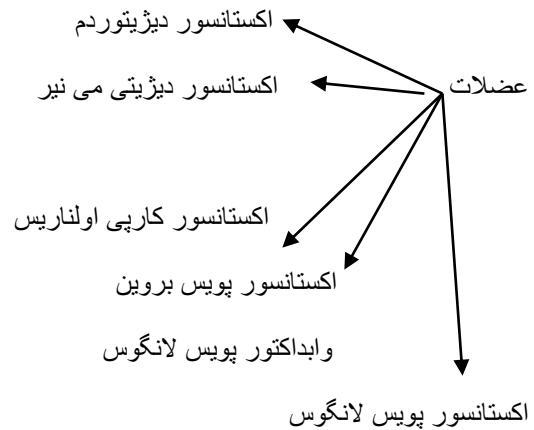 اکستانسور دیژیتوردم
عضلات
اکستانسور دیژیتی می نیر
اکستانسور کارپی اولناریس
اکستانسور پویس بروین
وابداکتور پویس لانگوس
اکستانسور پویس لانگوس